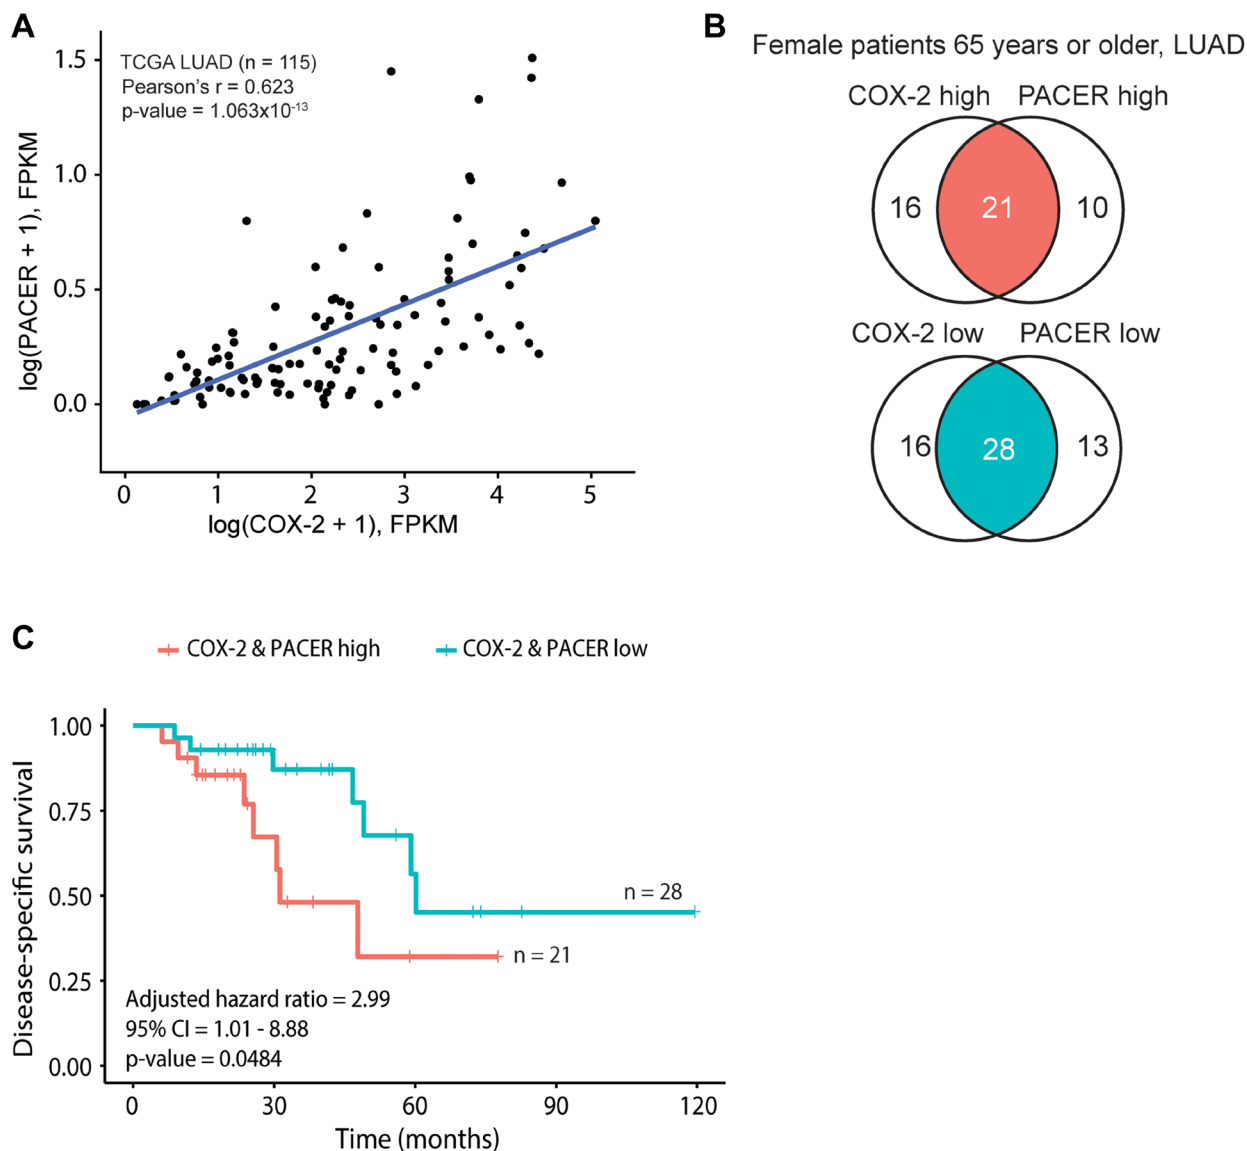 A
TCGA LUAD (n = 115)
Pearson's r = 0.623
p-value = 1.063x10⁻¹³
log(PACER + 1), FPKM
1.5
1.0
0.5
0.0
0 1 2 3 4 5
log(COX-2 + 1), FPKM
B
Female patients 65 years or older, LUAD
COX-2 high PACER high
16 21 10
COX-2 low PACER low
16 28 13
C
COX-2 & PACER high COX-2 & PACER low
Disease-specific survival
1.00
0.75
0.50
0.25
0.00
n = 28
n = 21
Adjusted hazard ratio = 2.99
95% CI = 1.01 - 8.88
p-value = 0.0484
0 30 60 90 120
Time (months)